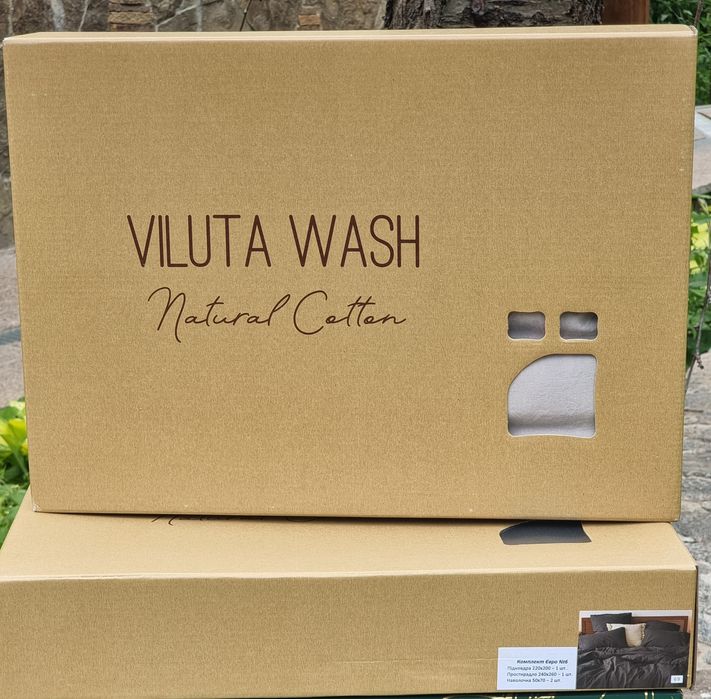 VILUTA WASH
Natural Cotton
Комплект Євро №6
Підковдра 220х200 – 1 шт.
Простирадло 240х260 – 1 шт.
Наволочка 50х70 – 2 шт.